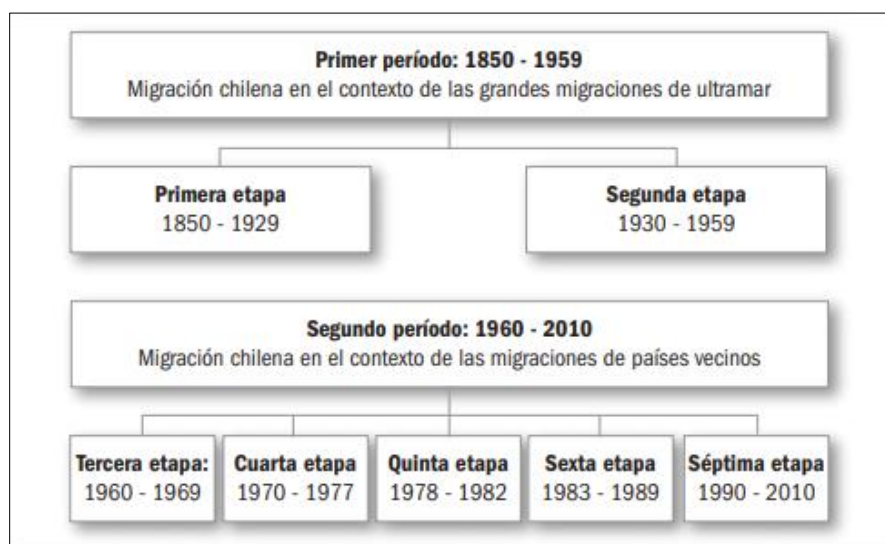 Primer período: 1850 - 1959
Migración chilena en el contexto de las grandes migraciones de ultramar
Primera etapa
1850 - 1929
Segunda etapa
1930 - 1959
Segundo período: 1960 - 2010
Migración chilena en el contexto de las migraciones de países vecinos
Tercera etapa:
1960 - 1969
Cuarta etapa
1970 - 1977
Quinta etapa
1978 - 1982
Sexta etapa
1983 - 1989
Séptima etapa
1990 - 2010